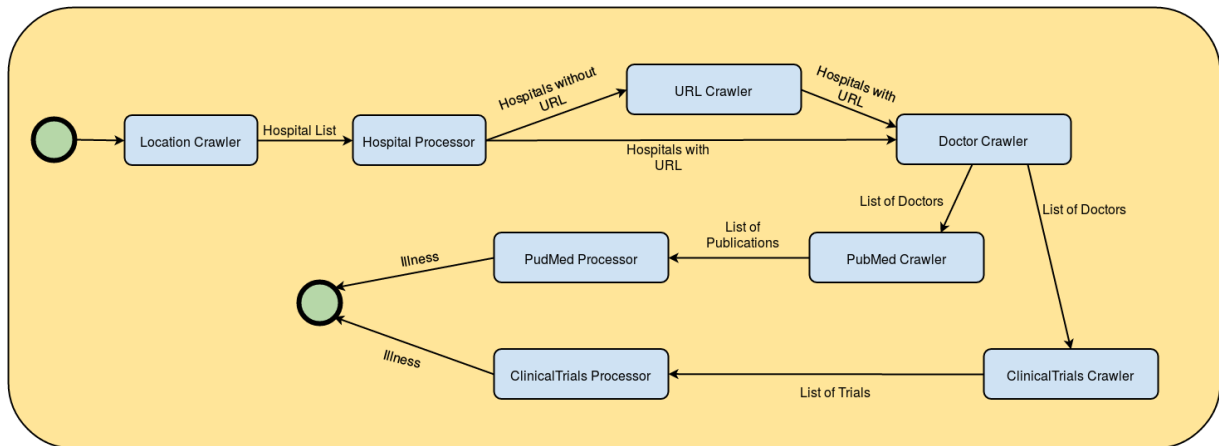 Hospitals without
URL
URL Crawler
Hospitals with
URL
Location Crawler
Hospital List
Hospital Processor
Hospitals with
URL
Doctor Crawler
List of Doctors
List of Doctors
Illness
PudMed Processor
List of
Publications
PubMed Crawler
Illness
ClinicalTrials Processor
List of Trials
ClinicalTrials Crawler